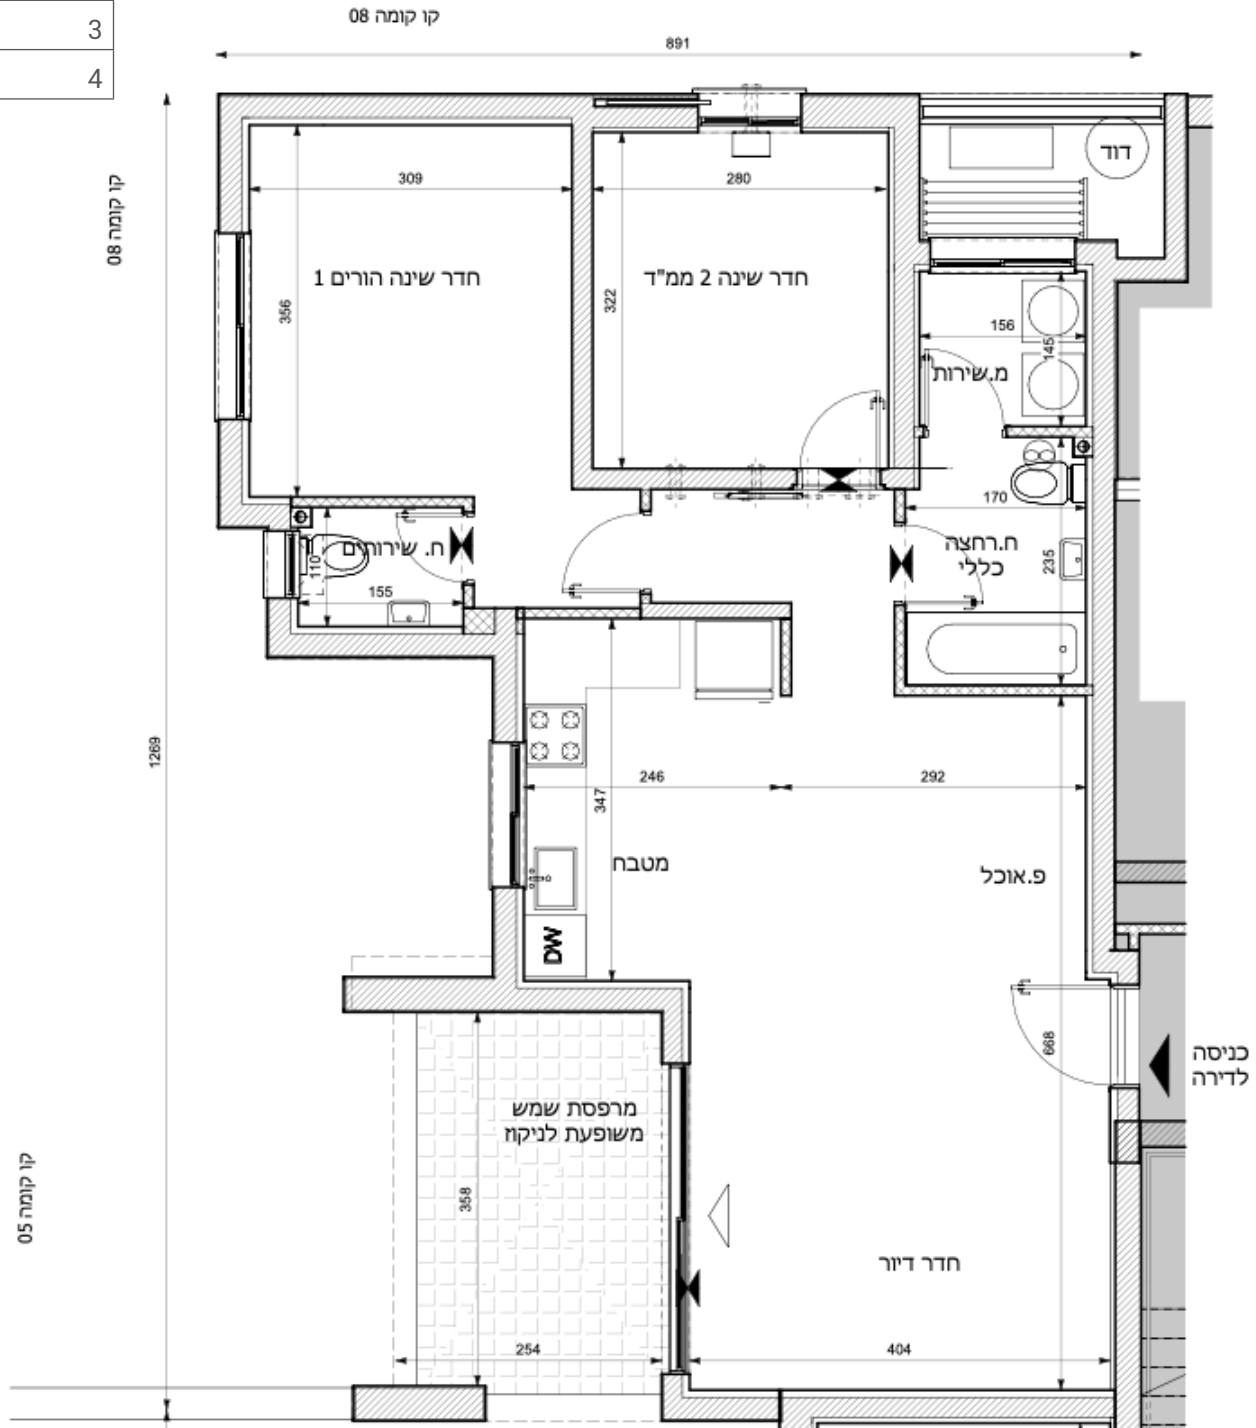 קו קומה 08
3
891
4
דוד
קו קומה 08
309
280
חדר שינה הורים 1
חדר שינה 2 ממ"ד
356
322
156
145
מ.שירות
170
ח. שירותים
ח.רחצה
כללי
110
155
235
1269
246
292
347
מטבח
פ.אוכל
DW
668
כניסה
לדירה
מרפסת שמש
משופעת לניקוז
קו קומה 05
358
חדר דיור
254
404